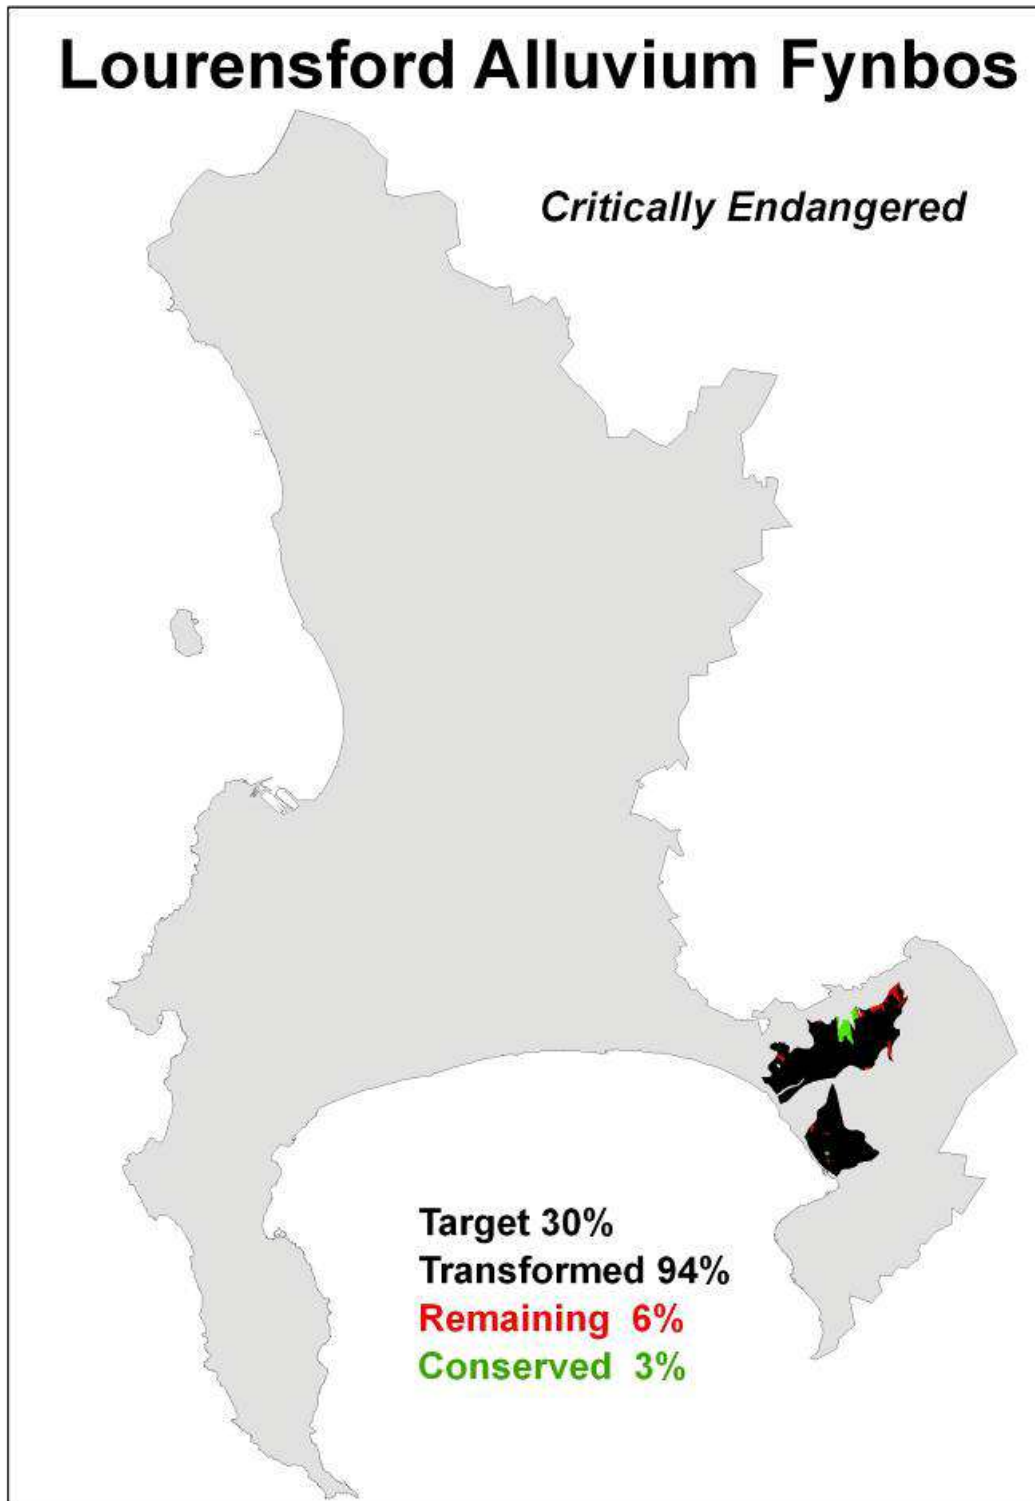 Lourensford Alluvium Fynbos
Critically Endangered
Target 30%
Transformed 94%
Remaining 6%
Conserved 3%